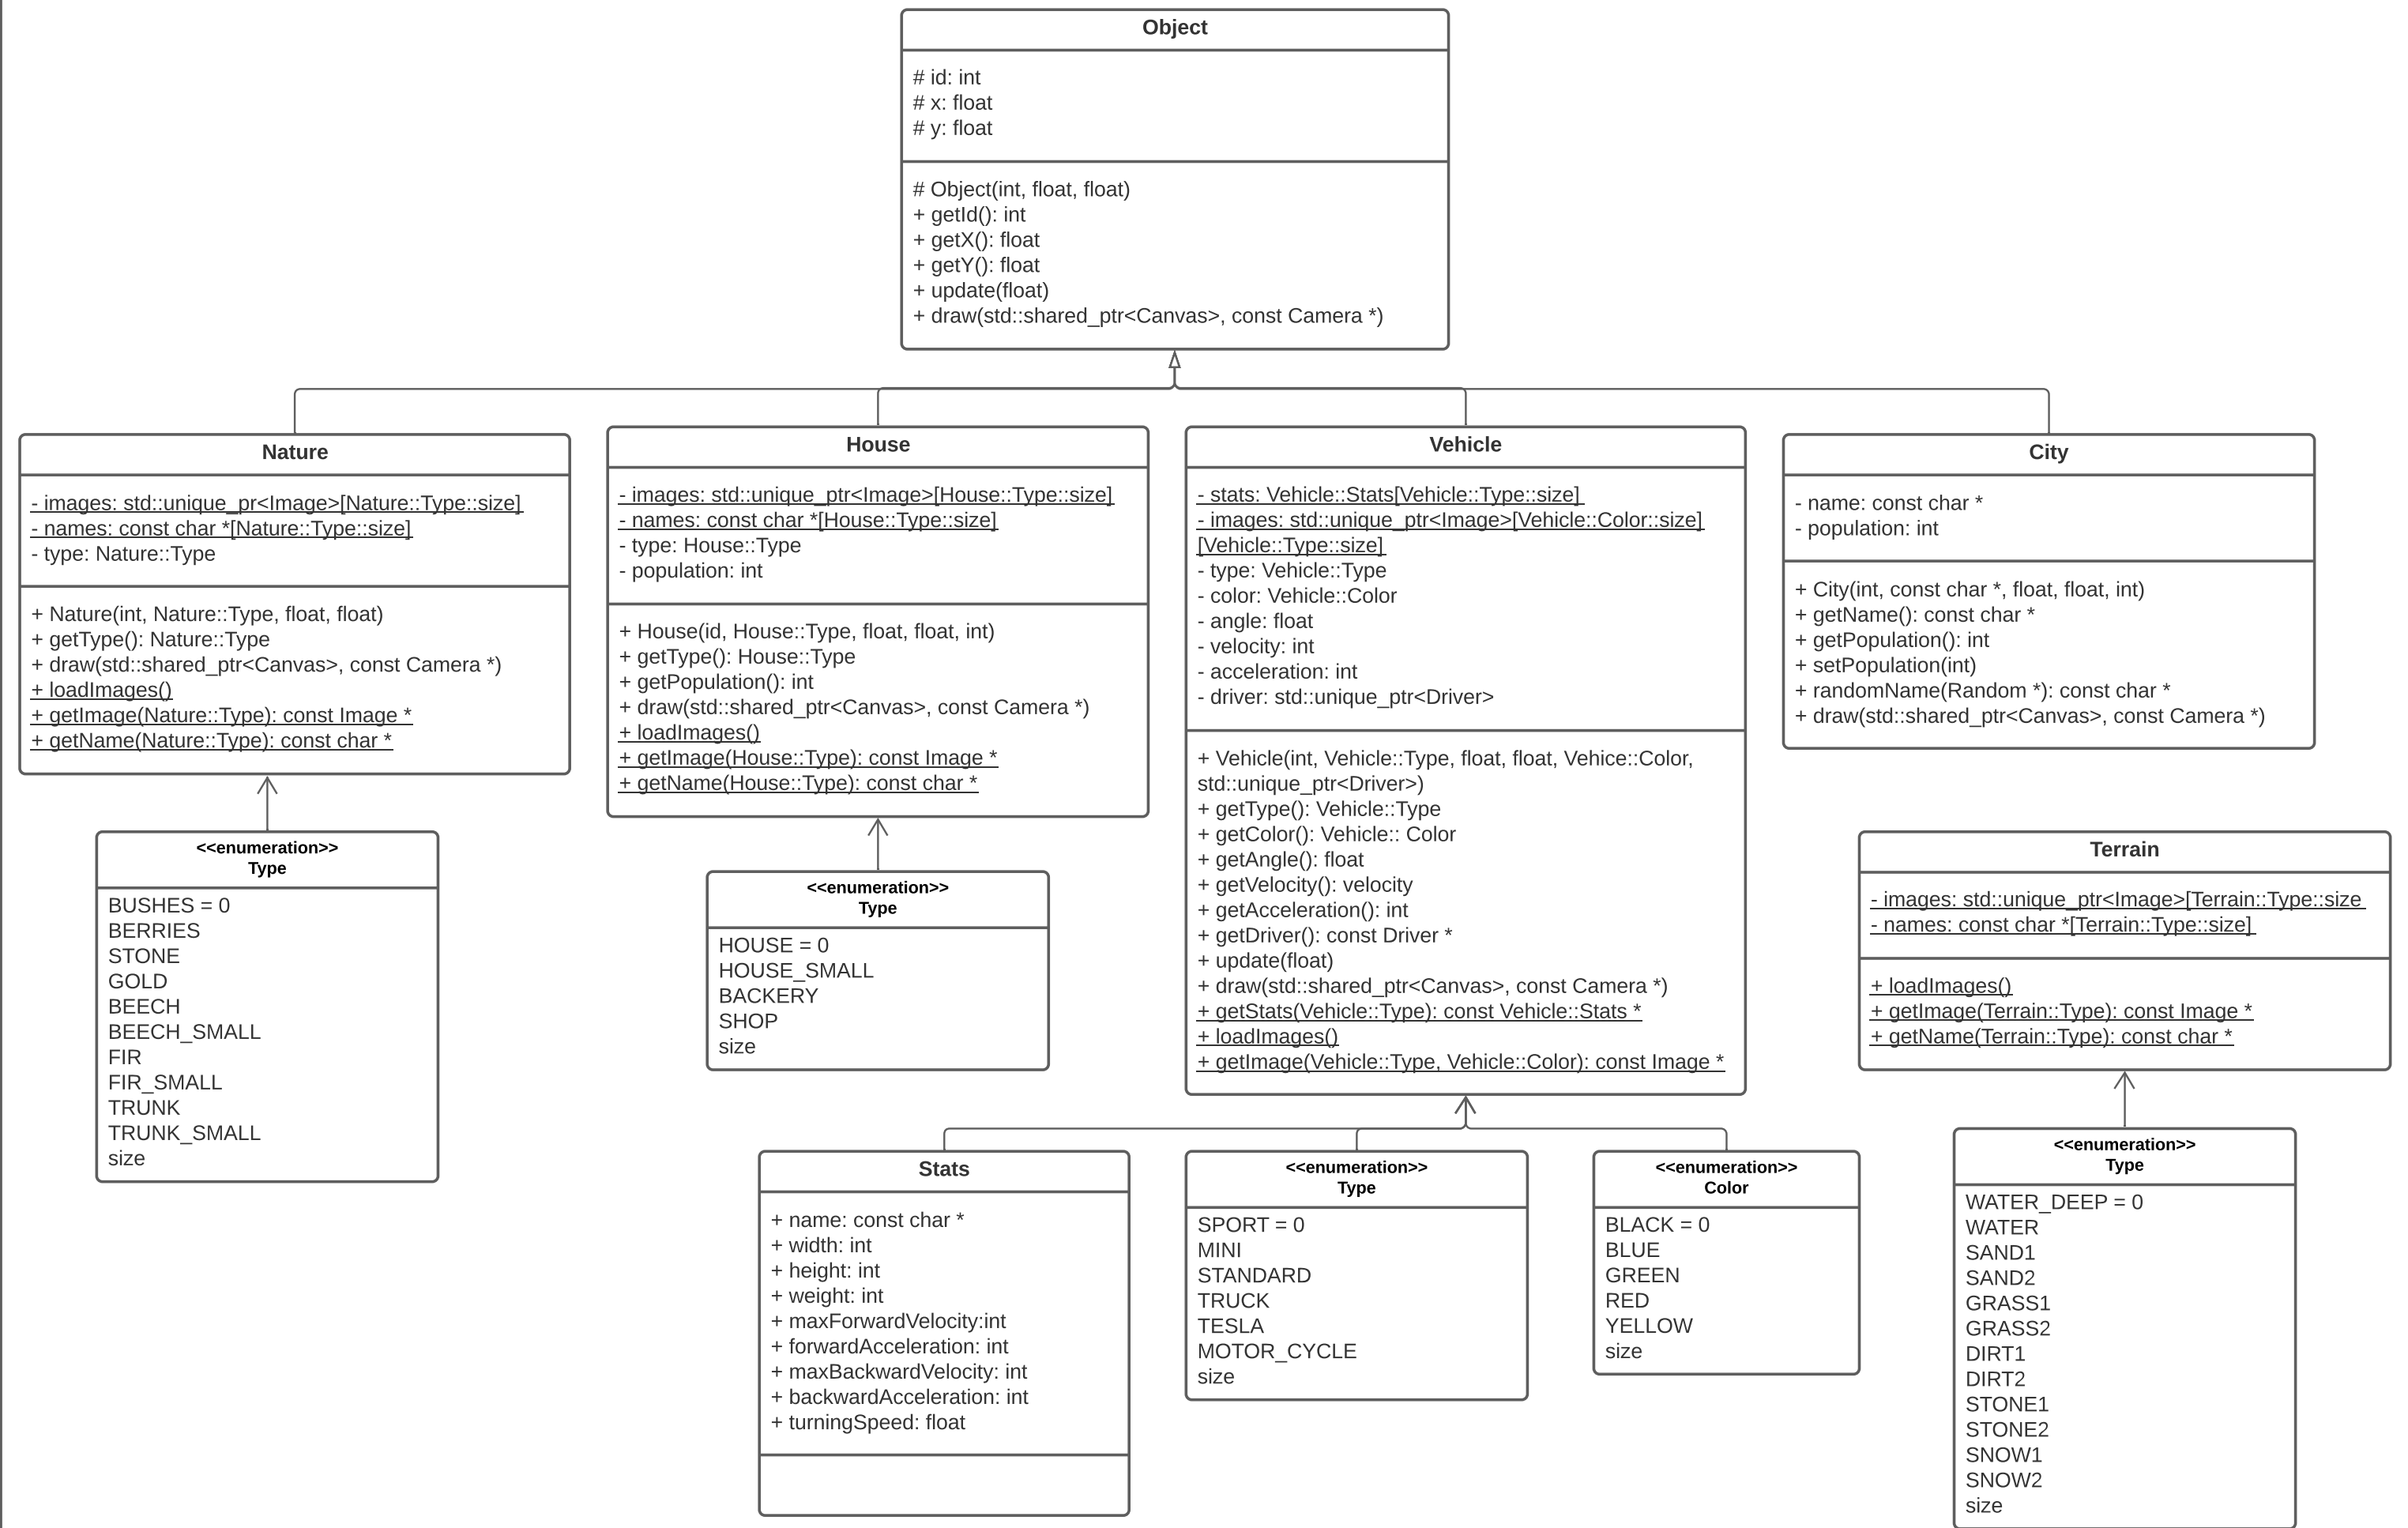 Object
# id: int
# x: float
# y: float
# Object(int, float, float)
+ getId(): int
+ getX(): float
+ getY(): float
+ update(float)
+ draw(std::shared_ptr<Canvas>, const Camera *)
Nature
- images: std::unique_pr<Image>[Nature::Type::size]
- names: const char *[Nature::Type::size]
- type: Nature::Type
+ Nature(int, Nature::Type, float, float)
+ getType(): Nature::Type
+ draw(std::shared_ptr<Canvas>, const Camera *)
+ loadImages()
+ getImage(Nature::Type): const Image *
+ getName(Nature::Type): const char *
House
- images: std::unique_ptr<Image>[House::Type::size]
- names: const char *[House::Type::size]
- type: House::Type
- population: int
+ House(id, House::Type, float, float, int)
+ getType(): House::Type
+ getPopulation(): int
+ draw(std::shared_ptr<Canvas>, const Camera *)
+ loadImages()
+ getImage(House::Type): const Image *
+ getName(House::Type): const char *
Vehicle
- stats: Vehicle::Stats[Vehicle::Type::size]
- images: std::unique_ptr<Image>[Vehicle::Color::size]
[Vehicle::Type::size]
- type: Vehicle::Type
- color: Vehicle::Color
- angle: float
- velocity: int
- acceleration: int
- driver: std::unique_ptr<Driver>
+ Vehicle(int, Vehicle::Type, float, float, Vehice::Color,
std::unique_ptr<Driver>)
+ getType(): Vehicle::Type
+ getColor(): Vehicle:: Color
+ getAngle(): float
+ getVelocity(): velocity
+ getAcceleration(): int
+ getDriver(): const Driver *
+ update(float)
+ draw(std::shared_ptr<Canvas>, const Camera *)
+ getStats(Vehicle::Type): const Vehicle::Stats *
+ loadImages()
+ getImage(Vehicle::Type, Vehicle::Color): const Image *
City
- name: const char *
- population: int
+ City(int, const char *, float, float, int)
+ getName(): const char *
+ getPopulation(): int
+ setPopulation(int)
+ randomName(Random *): const char *
+ draw(std::shared_ptr<Canvas>, const Camera *)
<<enumeration>>
Type
BUSHES = 0
BERRIES
STONE
GOLD
BEECH
BEECH_SMALL
FIR
FIR_SMALL
TRUNK
TRUNK_SMALL
size
<<enumeration>>
Type
HOUSE = 0
HOUSE_SMALL
BACKERY
SHOP
size
Terrain
- images: std::unique_ptr<Image>[Terrain::Type::size
- names: const char *[Terrain::Type::size]
+ loadImages()
+ getImage(Terrain::Type): const Image *
+ getName(Terrain::Type): const char *
Stats
+ name: const char *
+ width: int
+ height: int
+ weight: int
+ maxForwardVelocity:int
+ forwardAcceleration: int
+ maxBackwardVelocity: int
+ backwardAcceleration: int
+ turningSpeed: float
<<enumeration>>
Type
SPORT = 0
MINI
STANDARD
TRUCK
TESLA
MOTOR_CYCLE
size
<<enumeration>>
Color
BLACK = 0
BLUE
GREEN
RED
YELLOW
size
<<enumeration>>
Type
WATER_DEEP = 0
WATER
SAND1
SAND2
GRASS1
GRASS2
DIRT1
DIRT2
STONE1
STONE2
SNOW1
SNOW2
size